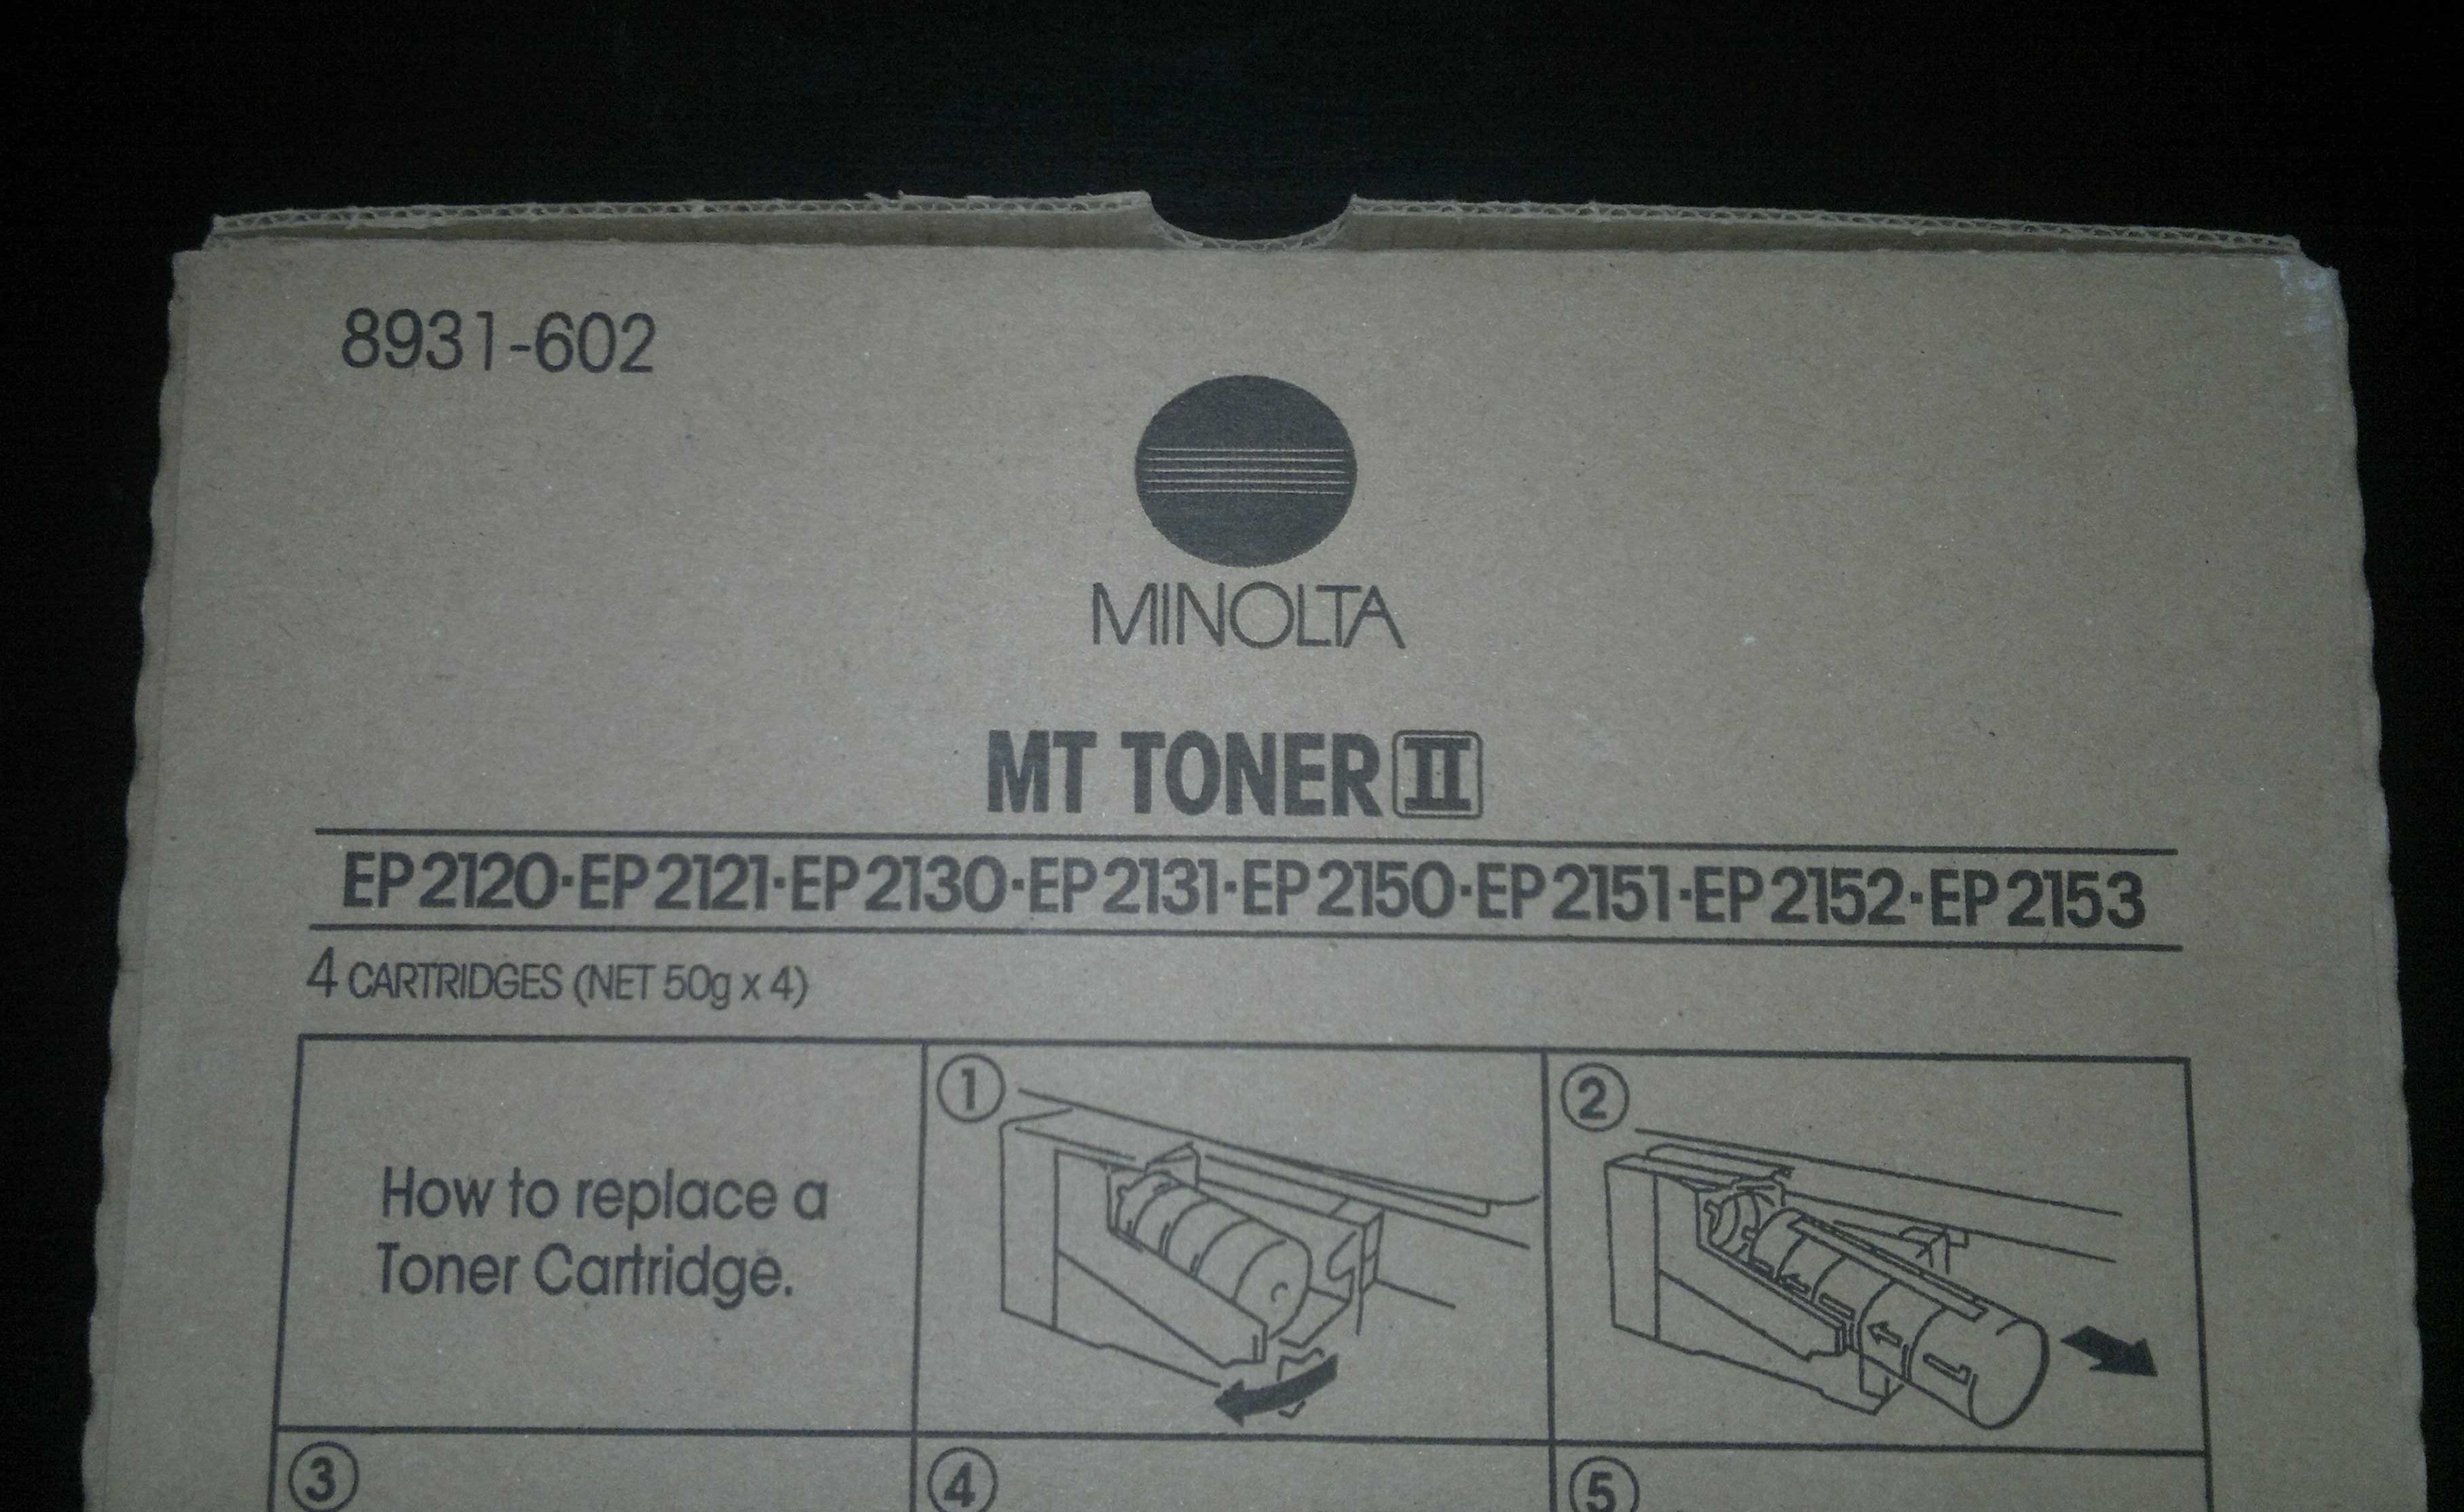 8931-602
MINOLTA
MT TONER II
EP2120·EP2121·EP2130·EP2131·EP2150·EP2151·EP2152·EP2153
4 CARTRIDGES (NET 50g x 4)
How to replace a
Toner Cartridge.
1
2
3
4
5